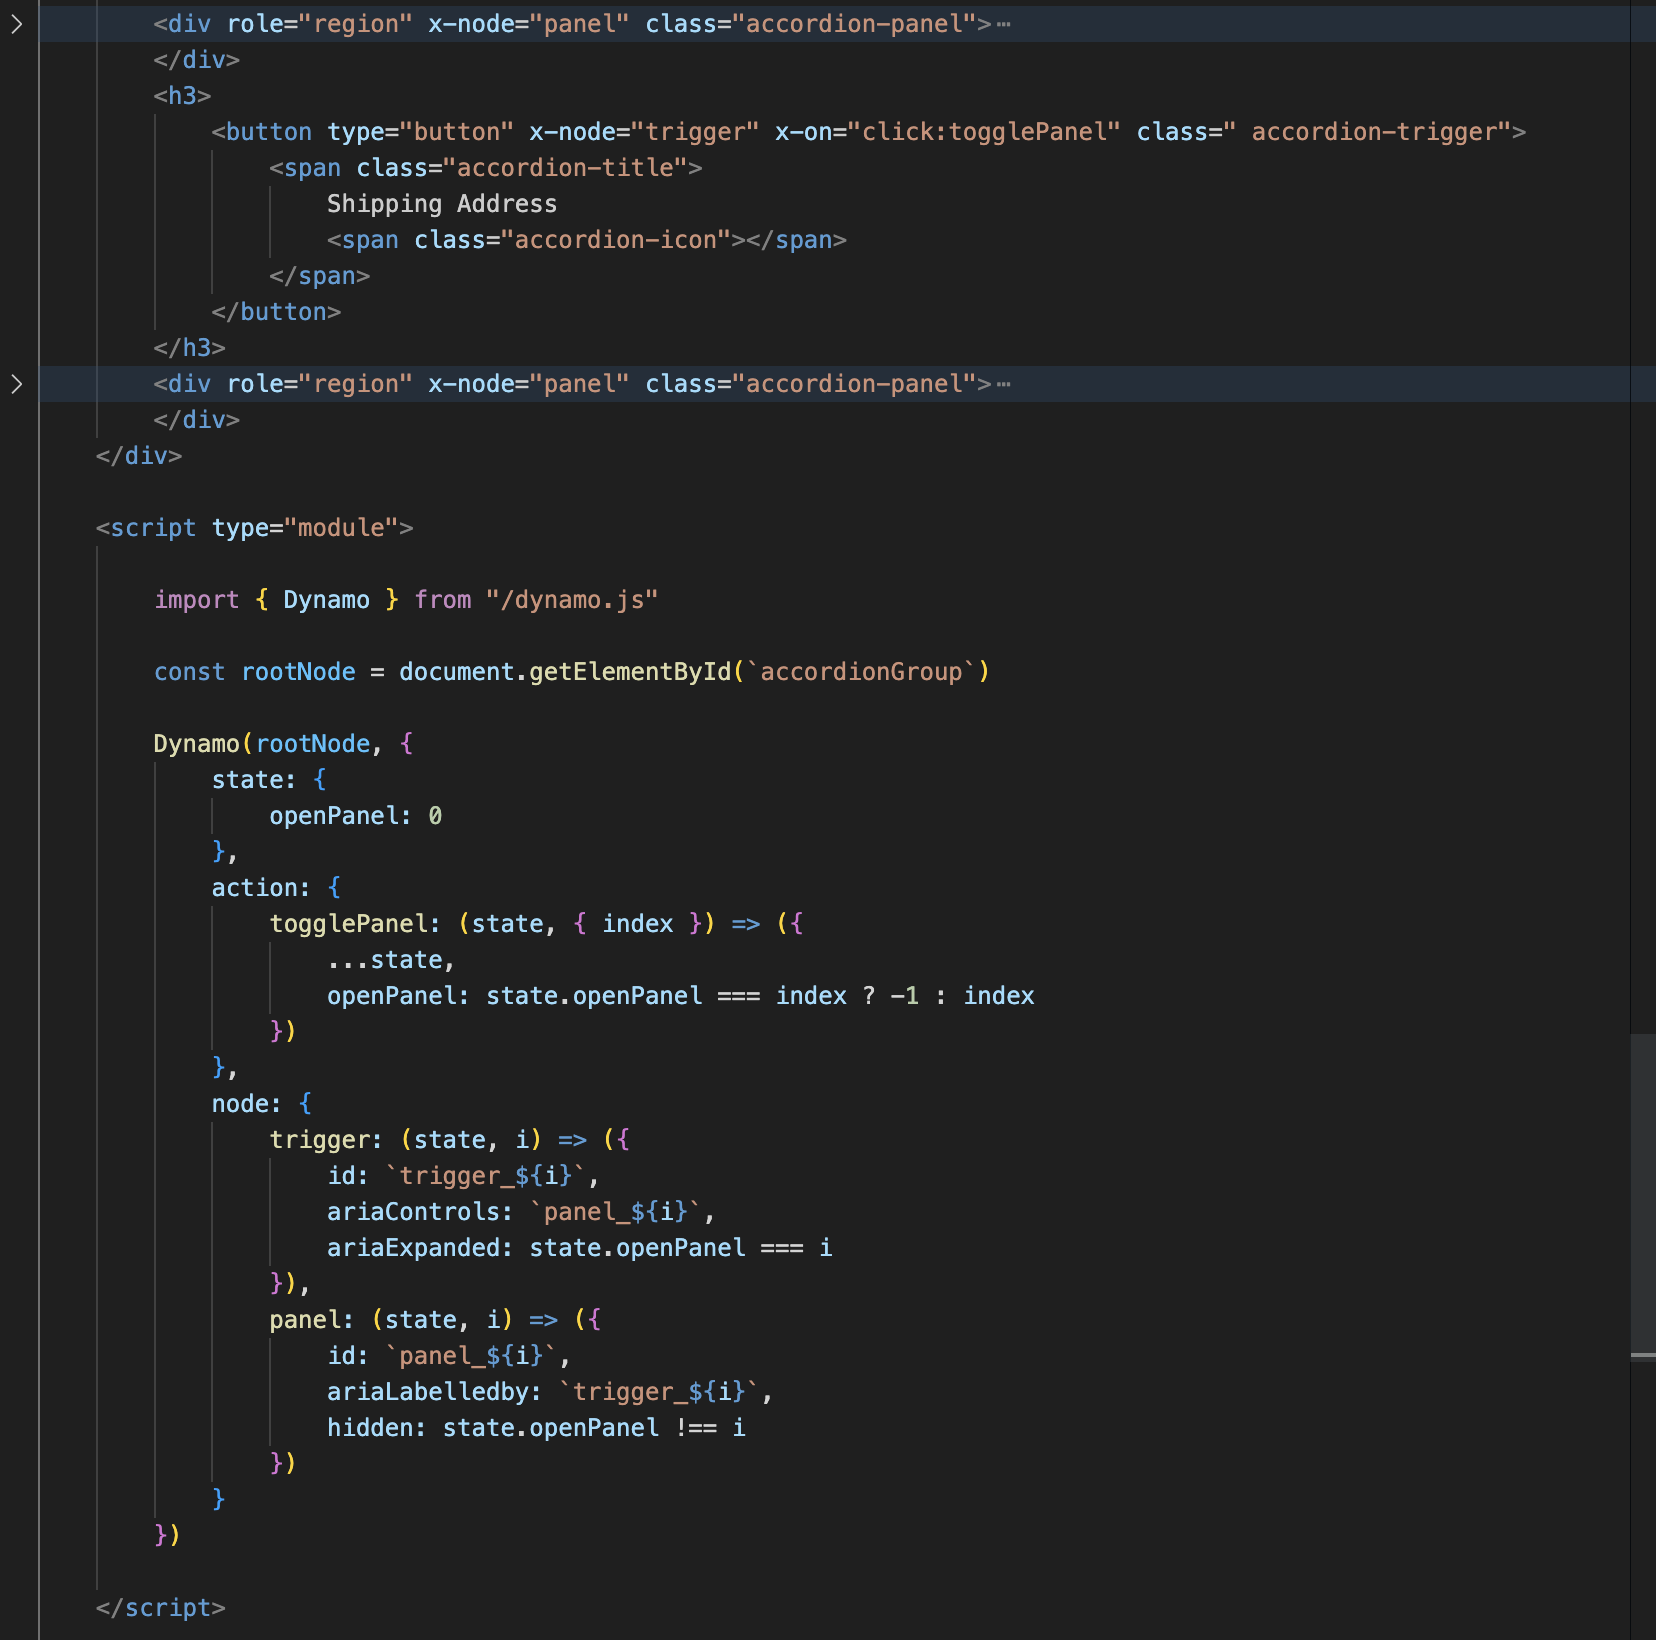 <div role="region" x-node="panel" class="accordion-panel">⋯
</div>
<h3>
<button type="button" x-node="trigger" x-on="click:togglePanel" class=" accordion-trigger">
<span class="accordion-title">
Shipping Address
<span class="accordion-icon"></span>
</span>
</button>
</h3>
<div role="region" x-node="panel" class="accordion-panel">⋯
</div>
</div>
<script type="module">
import { Dynamo } from "/dynamo.js"
const rootNode = document.getElementById(`accordionGroup`)
Dynamo(rootNode, {
state: {
openPanel: 0
},
action: {
togglePanel: (state, { index }) => ({
...state,
openPanel: state.openPanel === index ? -1 : index
})
},
node: {
trigger: (state, i) => ({
id: `trigger_${i}`,
ariaControls: `panel_${i}`,
ariaExpanded: state.openPanel === i
}),
panel: (state, i) => ({
id: `panel_${i}`,
ariaLabelledby: `trigger_${i}`,
hidden: state.openPanel !== i
})
}
})
</script>